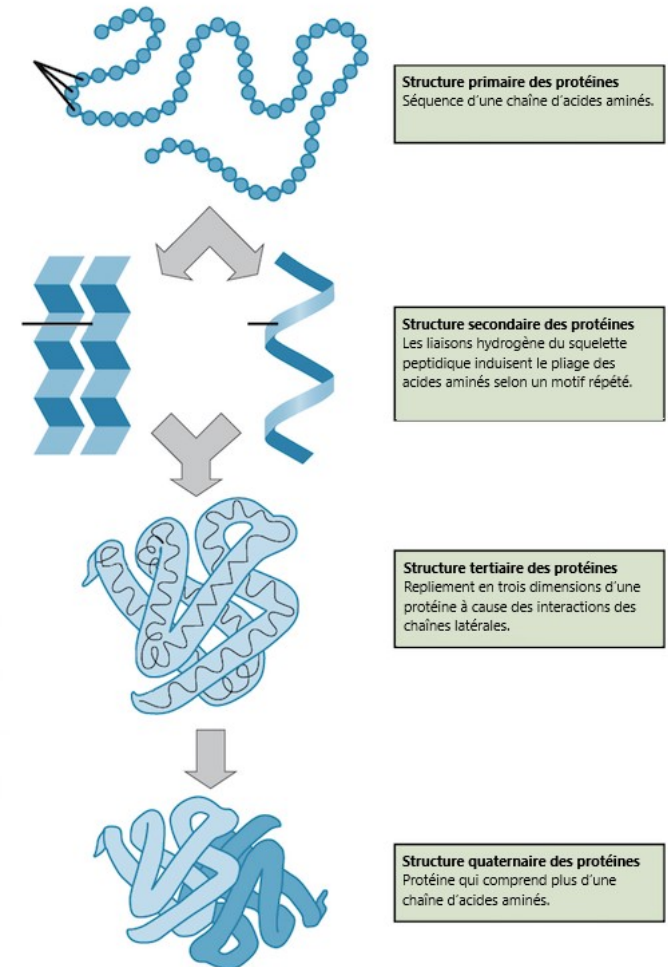 Structure primaire des protéines
Séquence d'une chaîne d'acides aminés.
Structure secondaire des protéines
Les liaisons hydrogène du squelette
peptidique induisent le pliage des
acides aminés selon un motif répété.
Structure tertiaire des protéines
Repliement en trois dimensions d'une
protéine à cause des interactions des
chaînes latérales.
Structure quaternaire des protéines
Protéine qui comprend plus d'une
chaîne d'acides aminés.